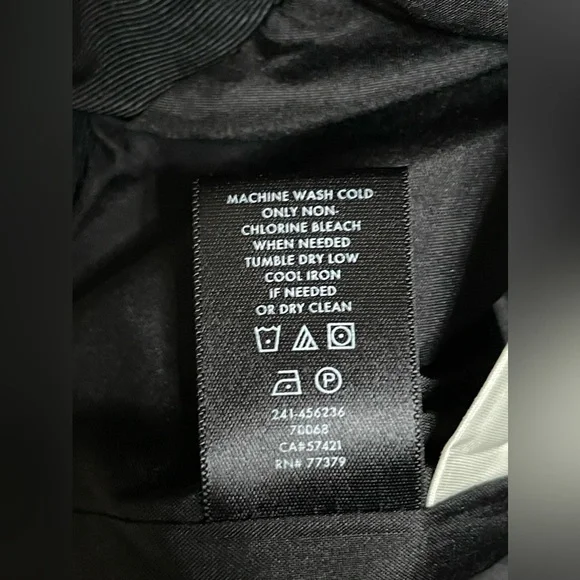 MACHINE WASH COLD
ONLY NON-
CHLORINE BLEACH
WHEN NEEDED
TUMBLE DRY LOW
COOL IRON
IF NEEDED
OR DRY CLEAN
P
241-456236
70068
CA#57421
RN# 77379